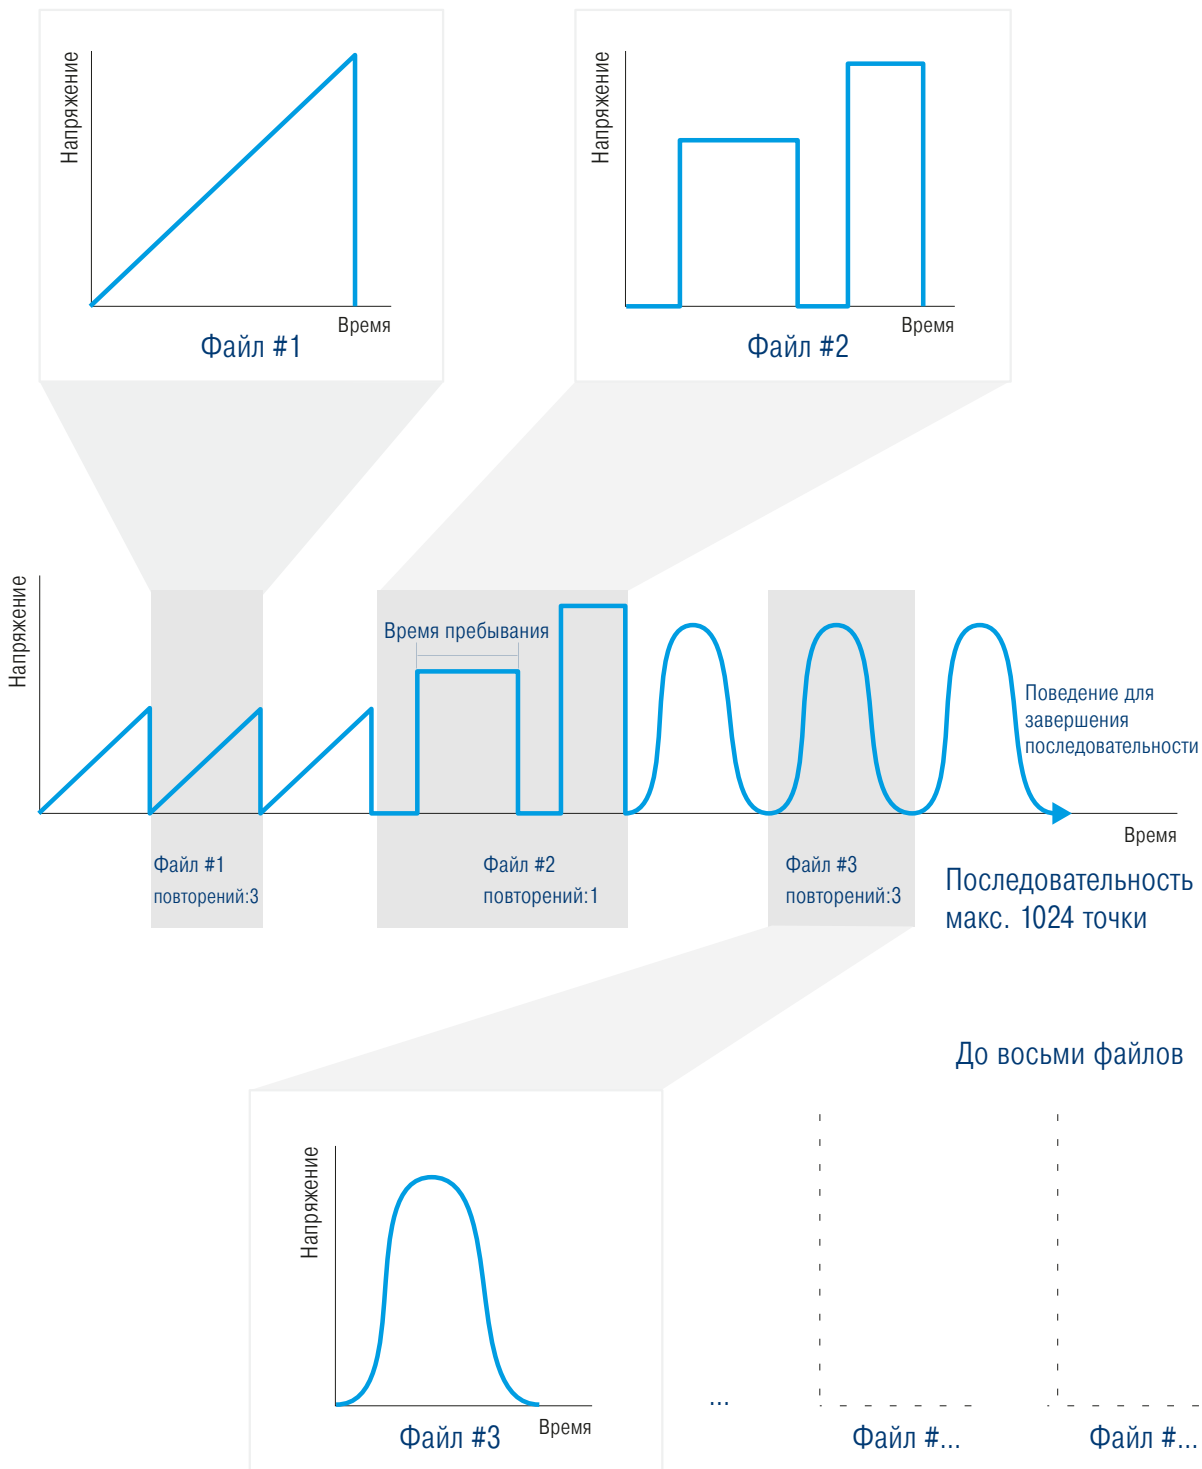 Напряжение
Время
Файл #1
Напряжение
Время
Файл #2
Напряжение
Время пребывания
Поведение для
завершения
последовательности
Время
Файл #1
повторений:3
Файл #2
повторений:1
Файл #3
повторений:3
Последовательность
макс. 1024 точки
До восьми файлов
Напряжение
Время
Файл #3
...
Файл #...
Файл #...